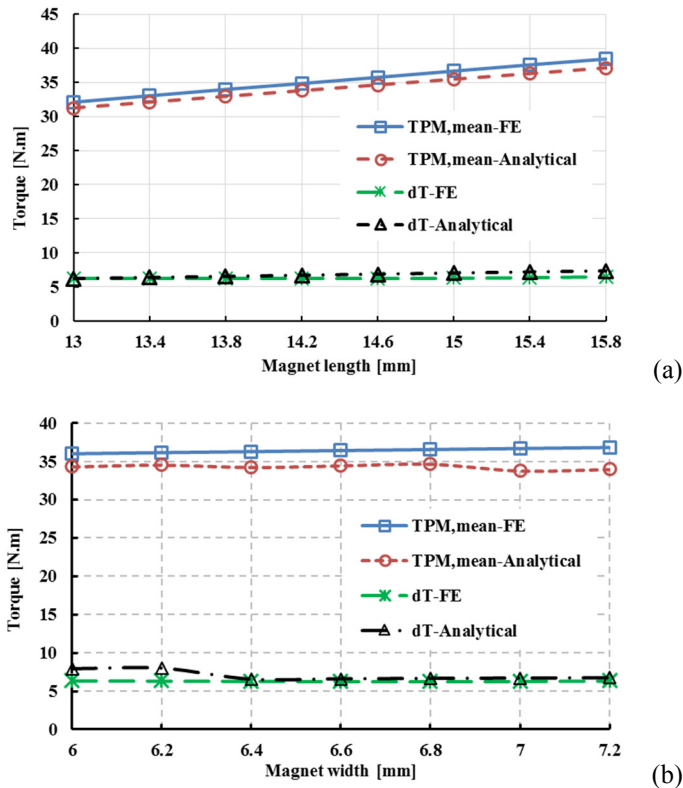 45
40
35
30
25
20
15
10
5
0
Torque [N.m]
TPM,mean-FE
TPM,mean-Analytical
dT-FE
dT-Analytical
13 13.4 13.8 14.2 14.6 15 15.4 15.8
Magnet length [mm]
(a)
40
35
30
25
20
15
10
5
0
Torque [N.m]
TPM,mean-FE
TPM,mean-Analytical
dT-FE
dT-Analytical
6 6.2 6.4 6.6 6.8 7 7.2
Magnet width [mm]
(b)